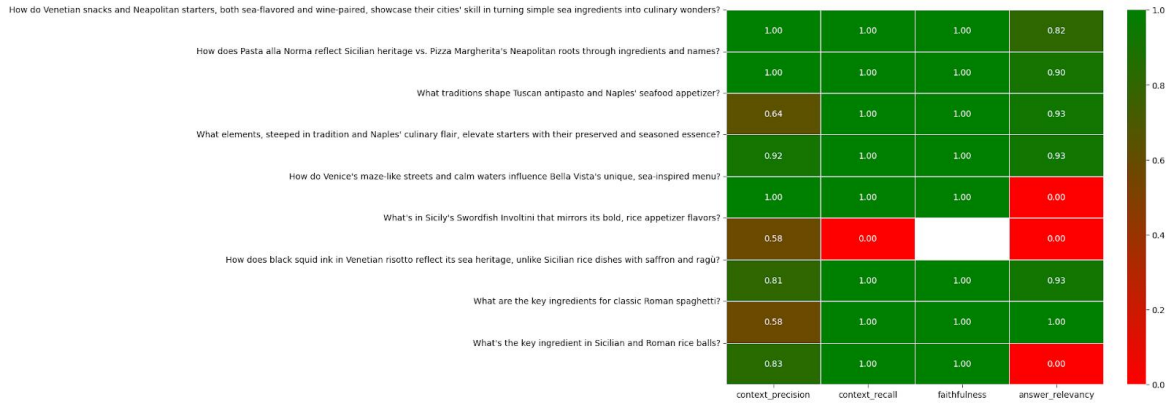 How do Venetian snacks and Neapolitan starters, both sea-flavored and wine-paired, showcase their cities' skill in turning simple sea ingredients into culinary wonders?
1.00 1.00 1.00 0.82
How does Pasta alla Norma reflect Sicilian heritage vs. Pizza Margherita's Neapolitan roots through ingredients and names?
1.00 1.00 1.00 0.90
What traditions shape Tuscan antipasto and Naples' seafood appetizer?
0.64 1.00 1.00 0.93
What elements, steeped in tradition and Naples' culinary flair, elevate starters with their preserved and seasoned essence?
0.92 1.00 1.00 0.93
How do Venice's maze-like streets and calm waters influence Bella Vista's unique, sea-inspired menu?
1.00 1.00 1.00 0.00
What's in Sicily's Swordfish Involtini that mirrors its bold, rice appetizer flavors?
0.58 0.00 0.00
How does black squid ink in Venetian risotto reflect its sea heritage, unlike Sicilian rice dishes with saffron and ragù?
0.81 1.00 1.00 0.93
What are the key ingredients for classic Roman spaghetti?
0.58 1.00 1.00 1.00
What's the key ingredient in Sicilian and Roman rice balls?
0.83 1.00 1.00 0.00
context_precision context_recall faithfulness answer_relevancy
1.0
0.8
0.6
0.4
0.2
0.0